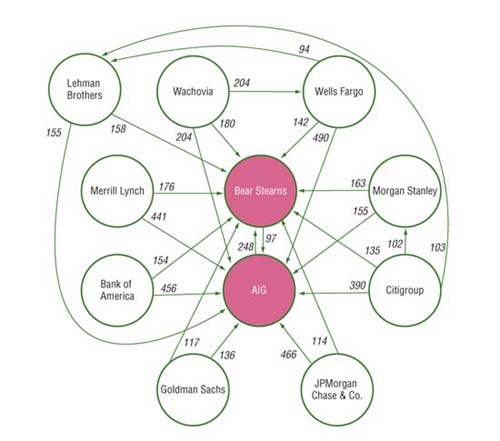 94
Lehman
Brothers
Wachovia
204
Wells Fargo
155
158
204
180
142
490
Merrill Lynch
176
Bear Stearns
163
Morgan Stanley
441
155
248
97
135
102
103
154
Bank of
America
456
AIG
390
Citigroup
117
136
466
114
Goldman Sachs
JPMorgan
Chase & Co.